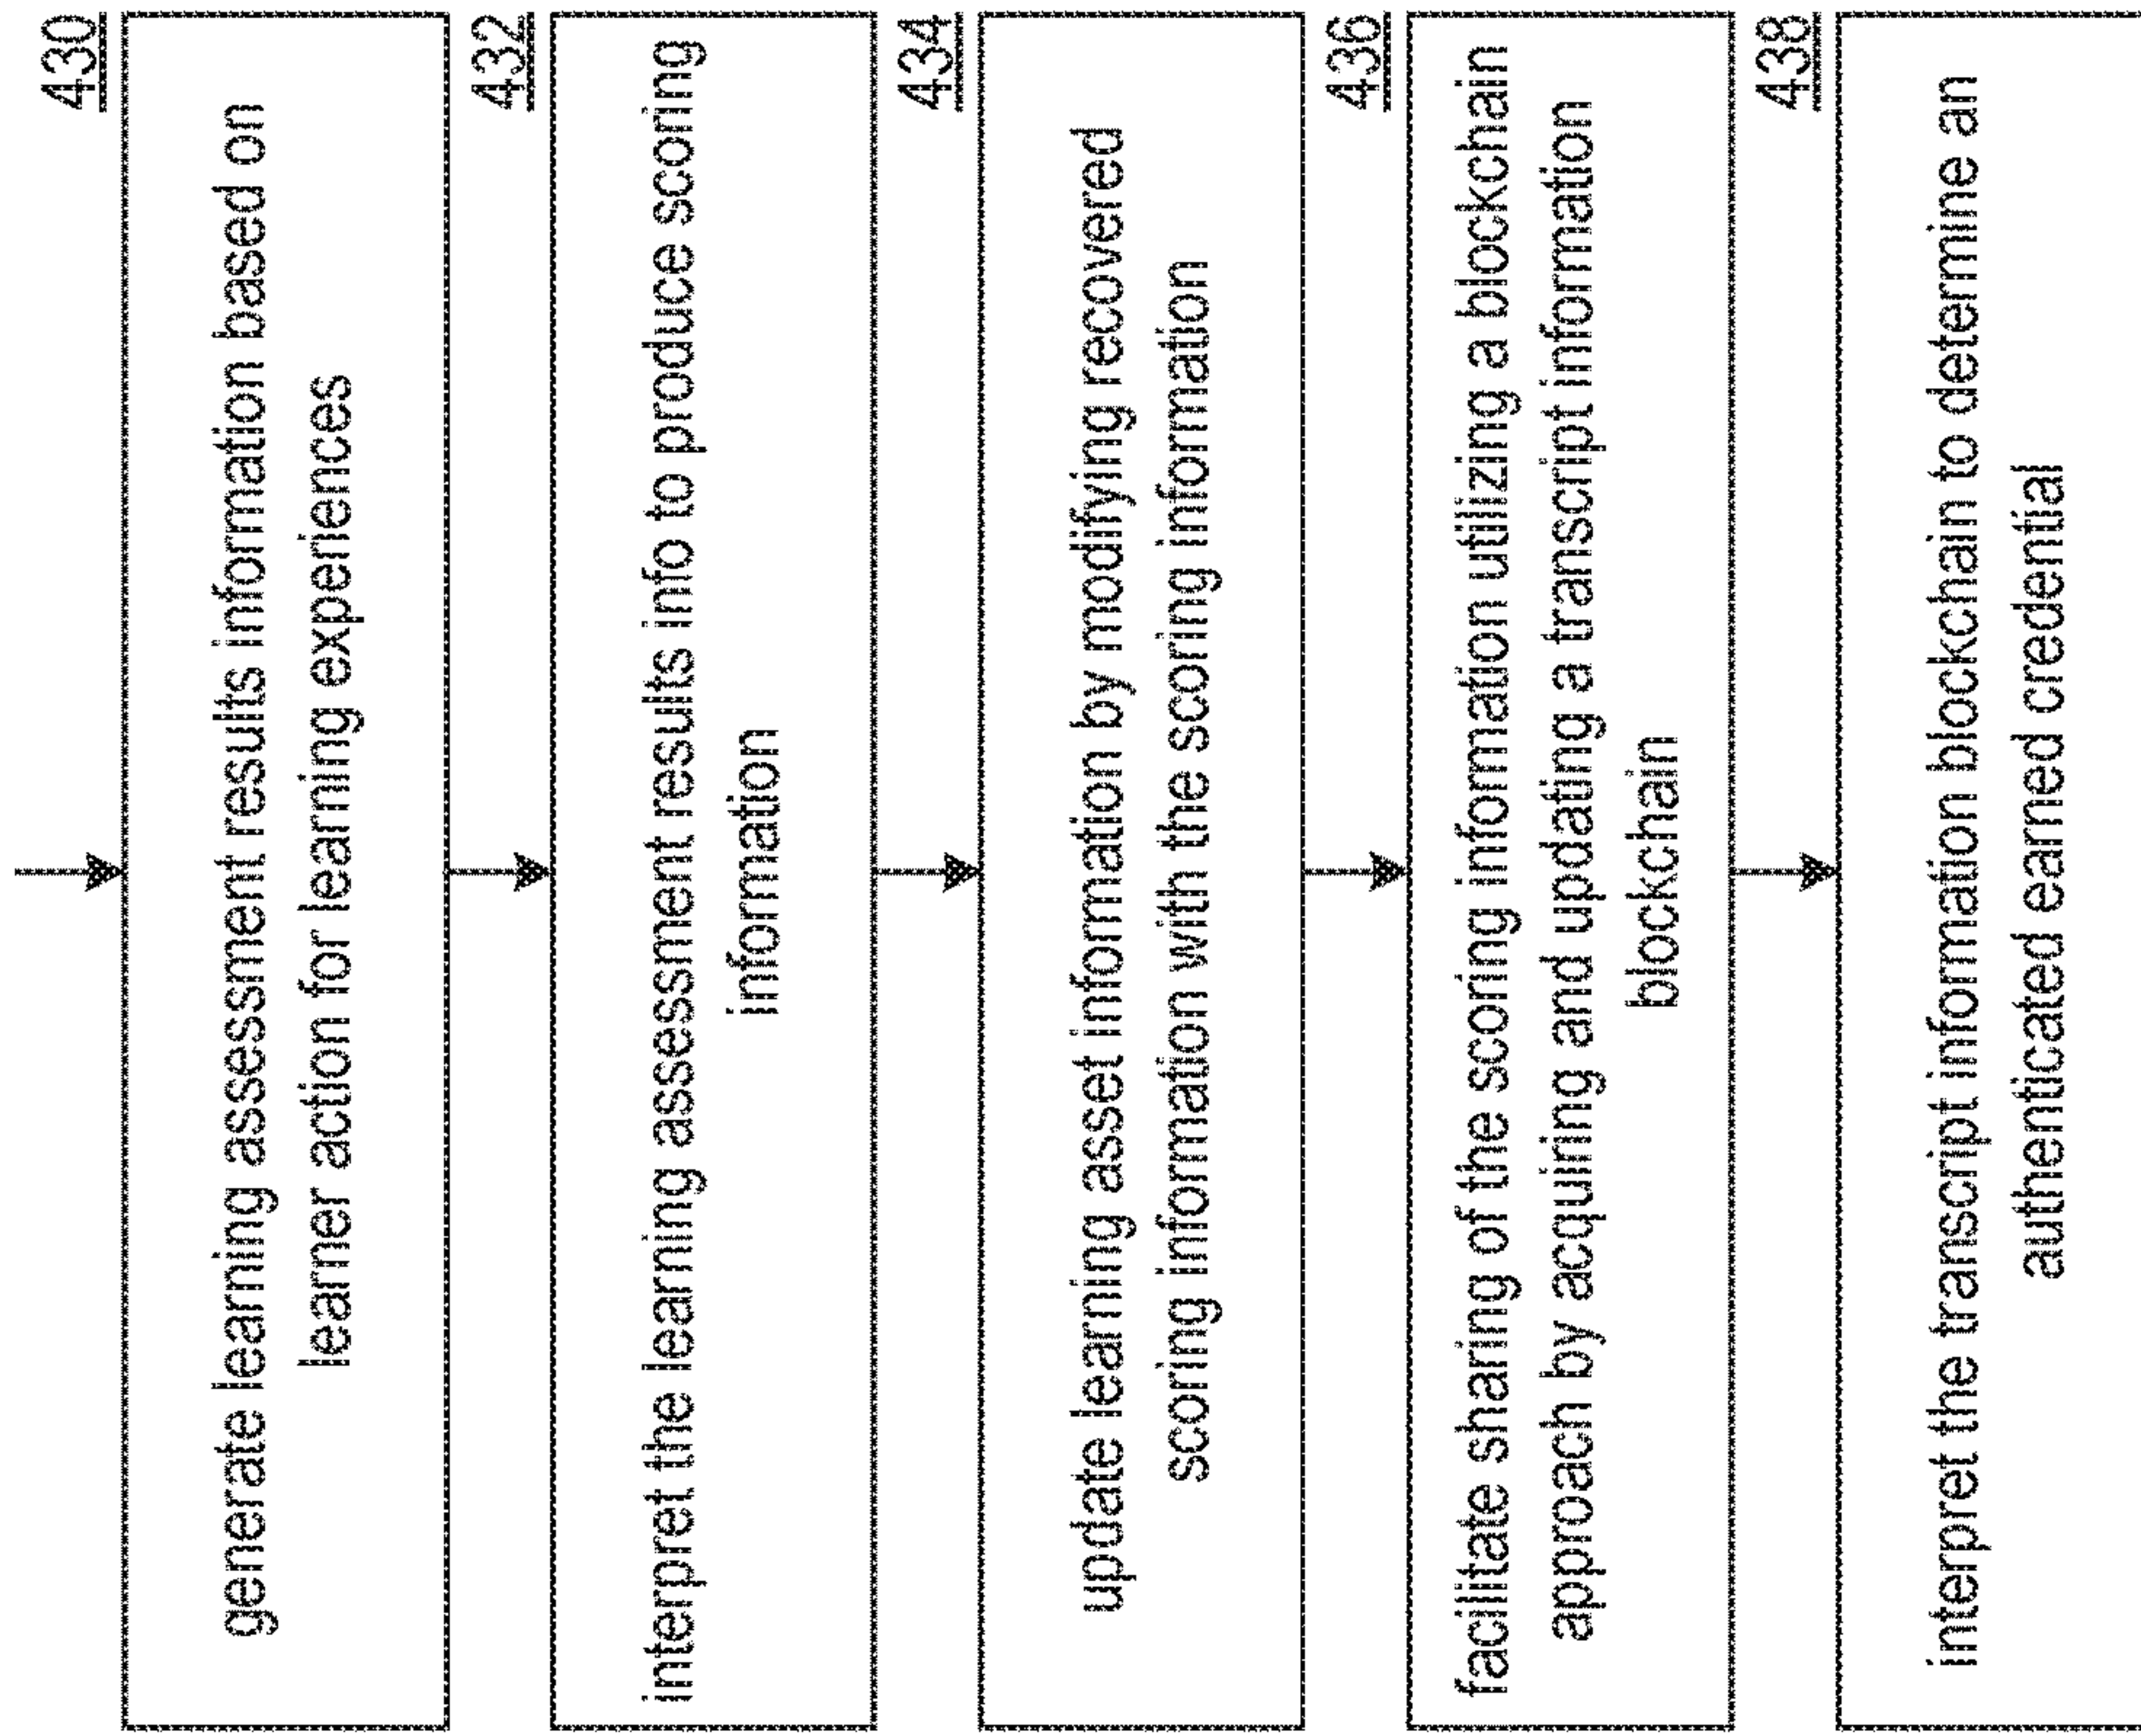 430
generate learning assessment results information based on
learner action for learning experiences
432
interpret the learning assessment results info to produce scoring
information
434
update learning asset information by modifying recovered
scoring information with the scoring information
436
facilitate sharing of the scoring information utilizing a blockchain
approach by acquiring and updating a transcript information
blockchain
438
interpret the transcript information blockchain to determine an
authenticated earned credential